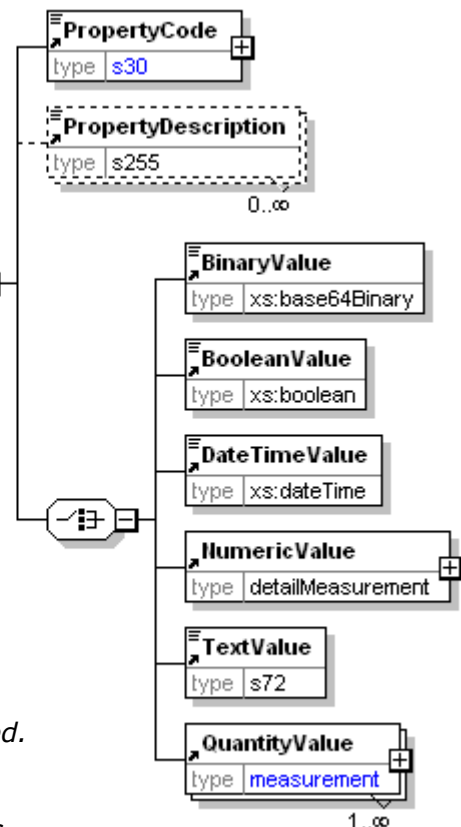 PropertyCode
type s30
PropertyDescription
type s255
0..∞
BinaryValue
type xs:base64Binary
BooleanValue
type xs:boolean
DateTimeValue
type xs:dateTime
NumericValue
type detailMeasurement
TextValue
type s72
QuantityValue
type measurement
1..∞